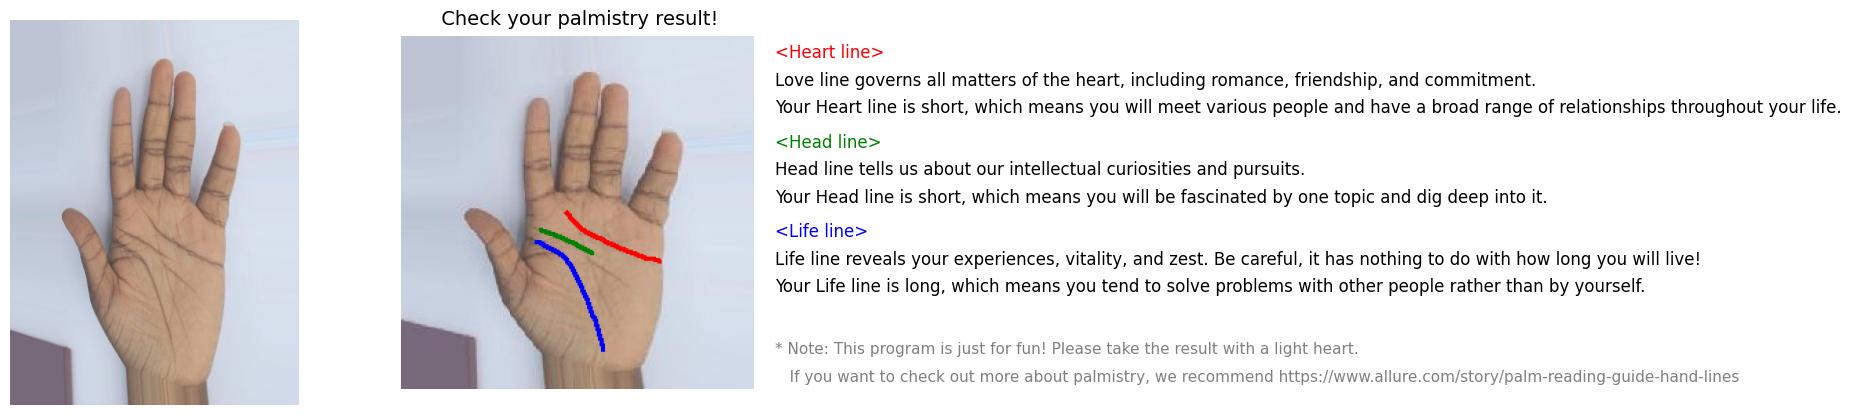 Check your palmistry result!
<Heart line>
Love line governs all matters of the heart, including romance, friendship, and commitment.
Your Heart line is short, which means you will meet various people and have a broad range of relationships throughout your life.
<Head line>
Head line tells us about our intellectual curiosities and pursuits.
Your Head line is short, which means you will be fascinated by one topic and dig deep into it.
<Life line>
Life line reveals your experiences, vitality, and zest. Be careful, it has nothing to do with how long you will live!
Your Life line is long, which means you tend to solve problems with other people rather than by yourself.
* Note: This program is just for fun! Please take the result with a light heart.
If you want to check out more about palmistry, we recommend https://www.allure.com/story/palm-reading-guide-hand-lines